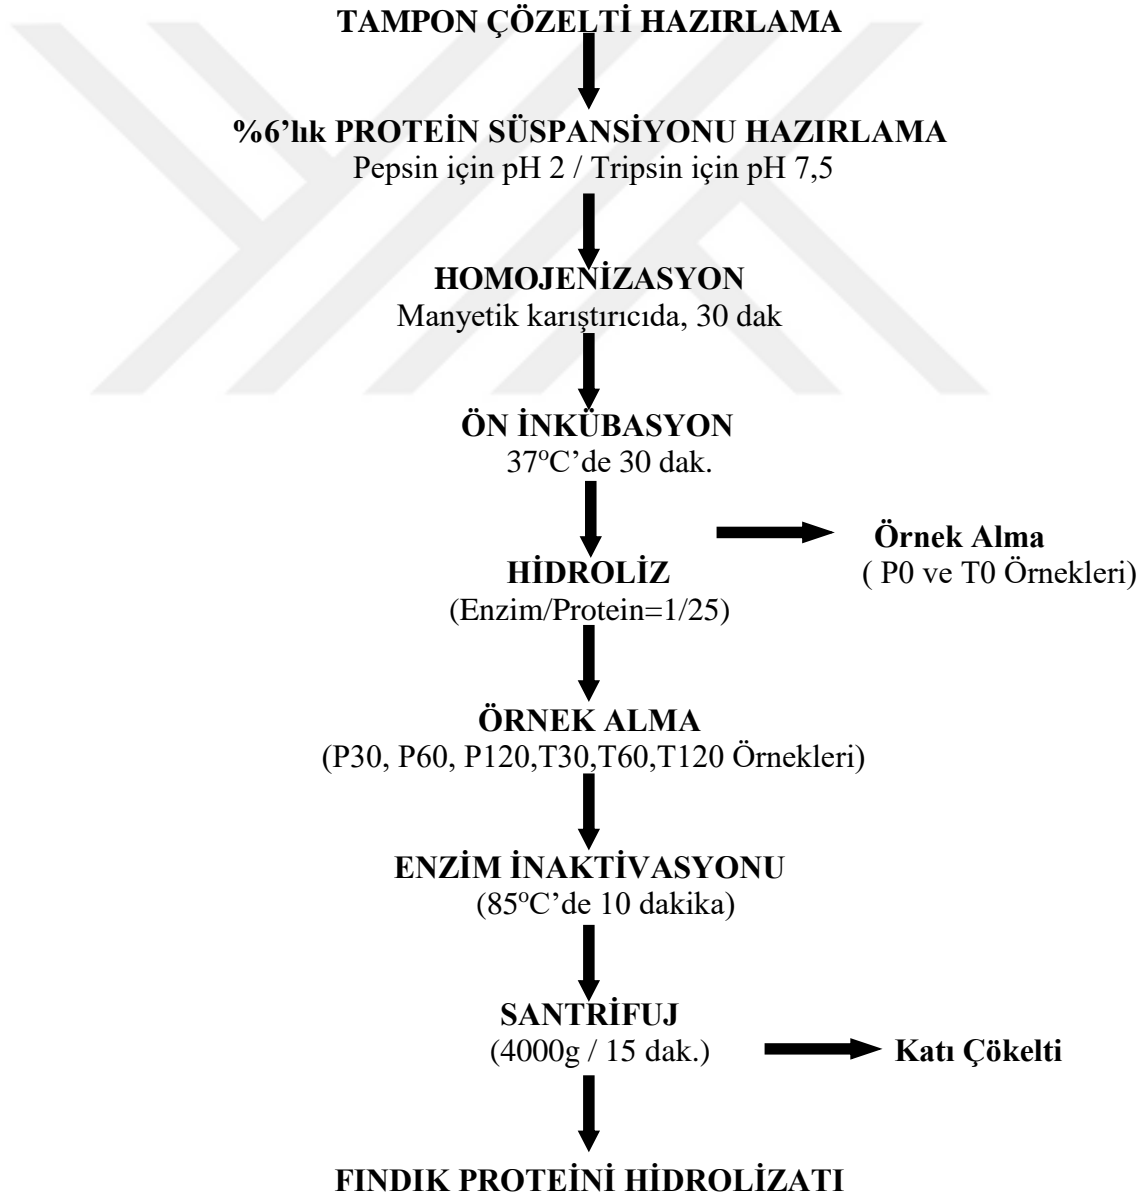 TAMPON ÇÖZELTİ HAZIRLAMA
%6’lık PROTEİN SÜSPANSİYONU HAZIRLAMA
Pepsin için pH 2 / Tripsin için pH 7,5
HOMOJENİZASYON
Manyetik karıştırıcıda, 30 dak
ÖN İNKÜBASYON
37°C’de 30 dak.
Örnek Alma
( P0 ve T0 Örnekleri)
HİDROLİZ
(Enzim/Protein=1/25)
ÖRNEK ALMA
(P30, P60, P120,T30,T60,T120 Örnekleri)
ENZİM İNAKTİVASYONU
(85°C’de 10 dakika)
SANTRİFUJ
(4000g / 15 dak.)
Katı Çökelti
FINDIK PROTEİNİ HİDROLİZATI